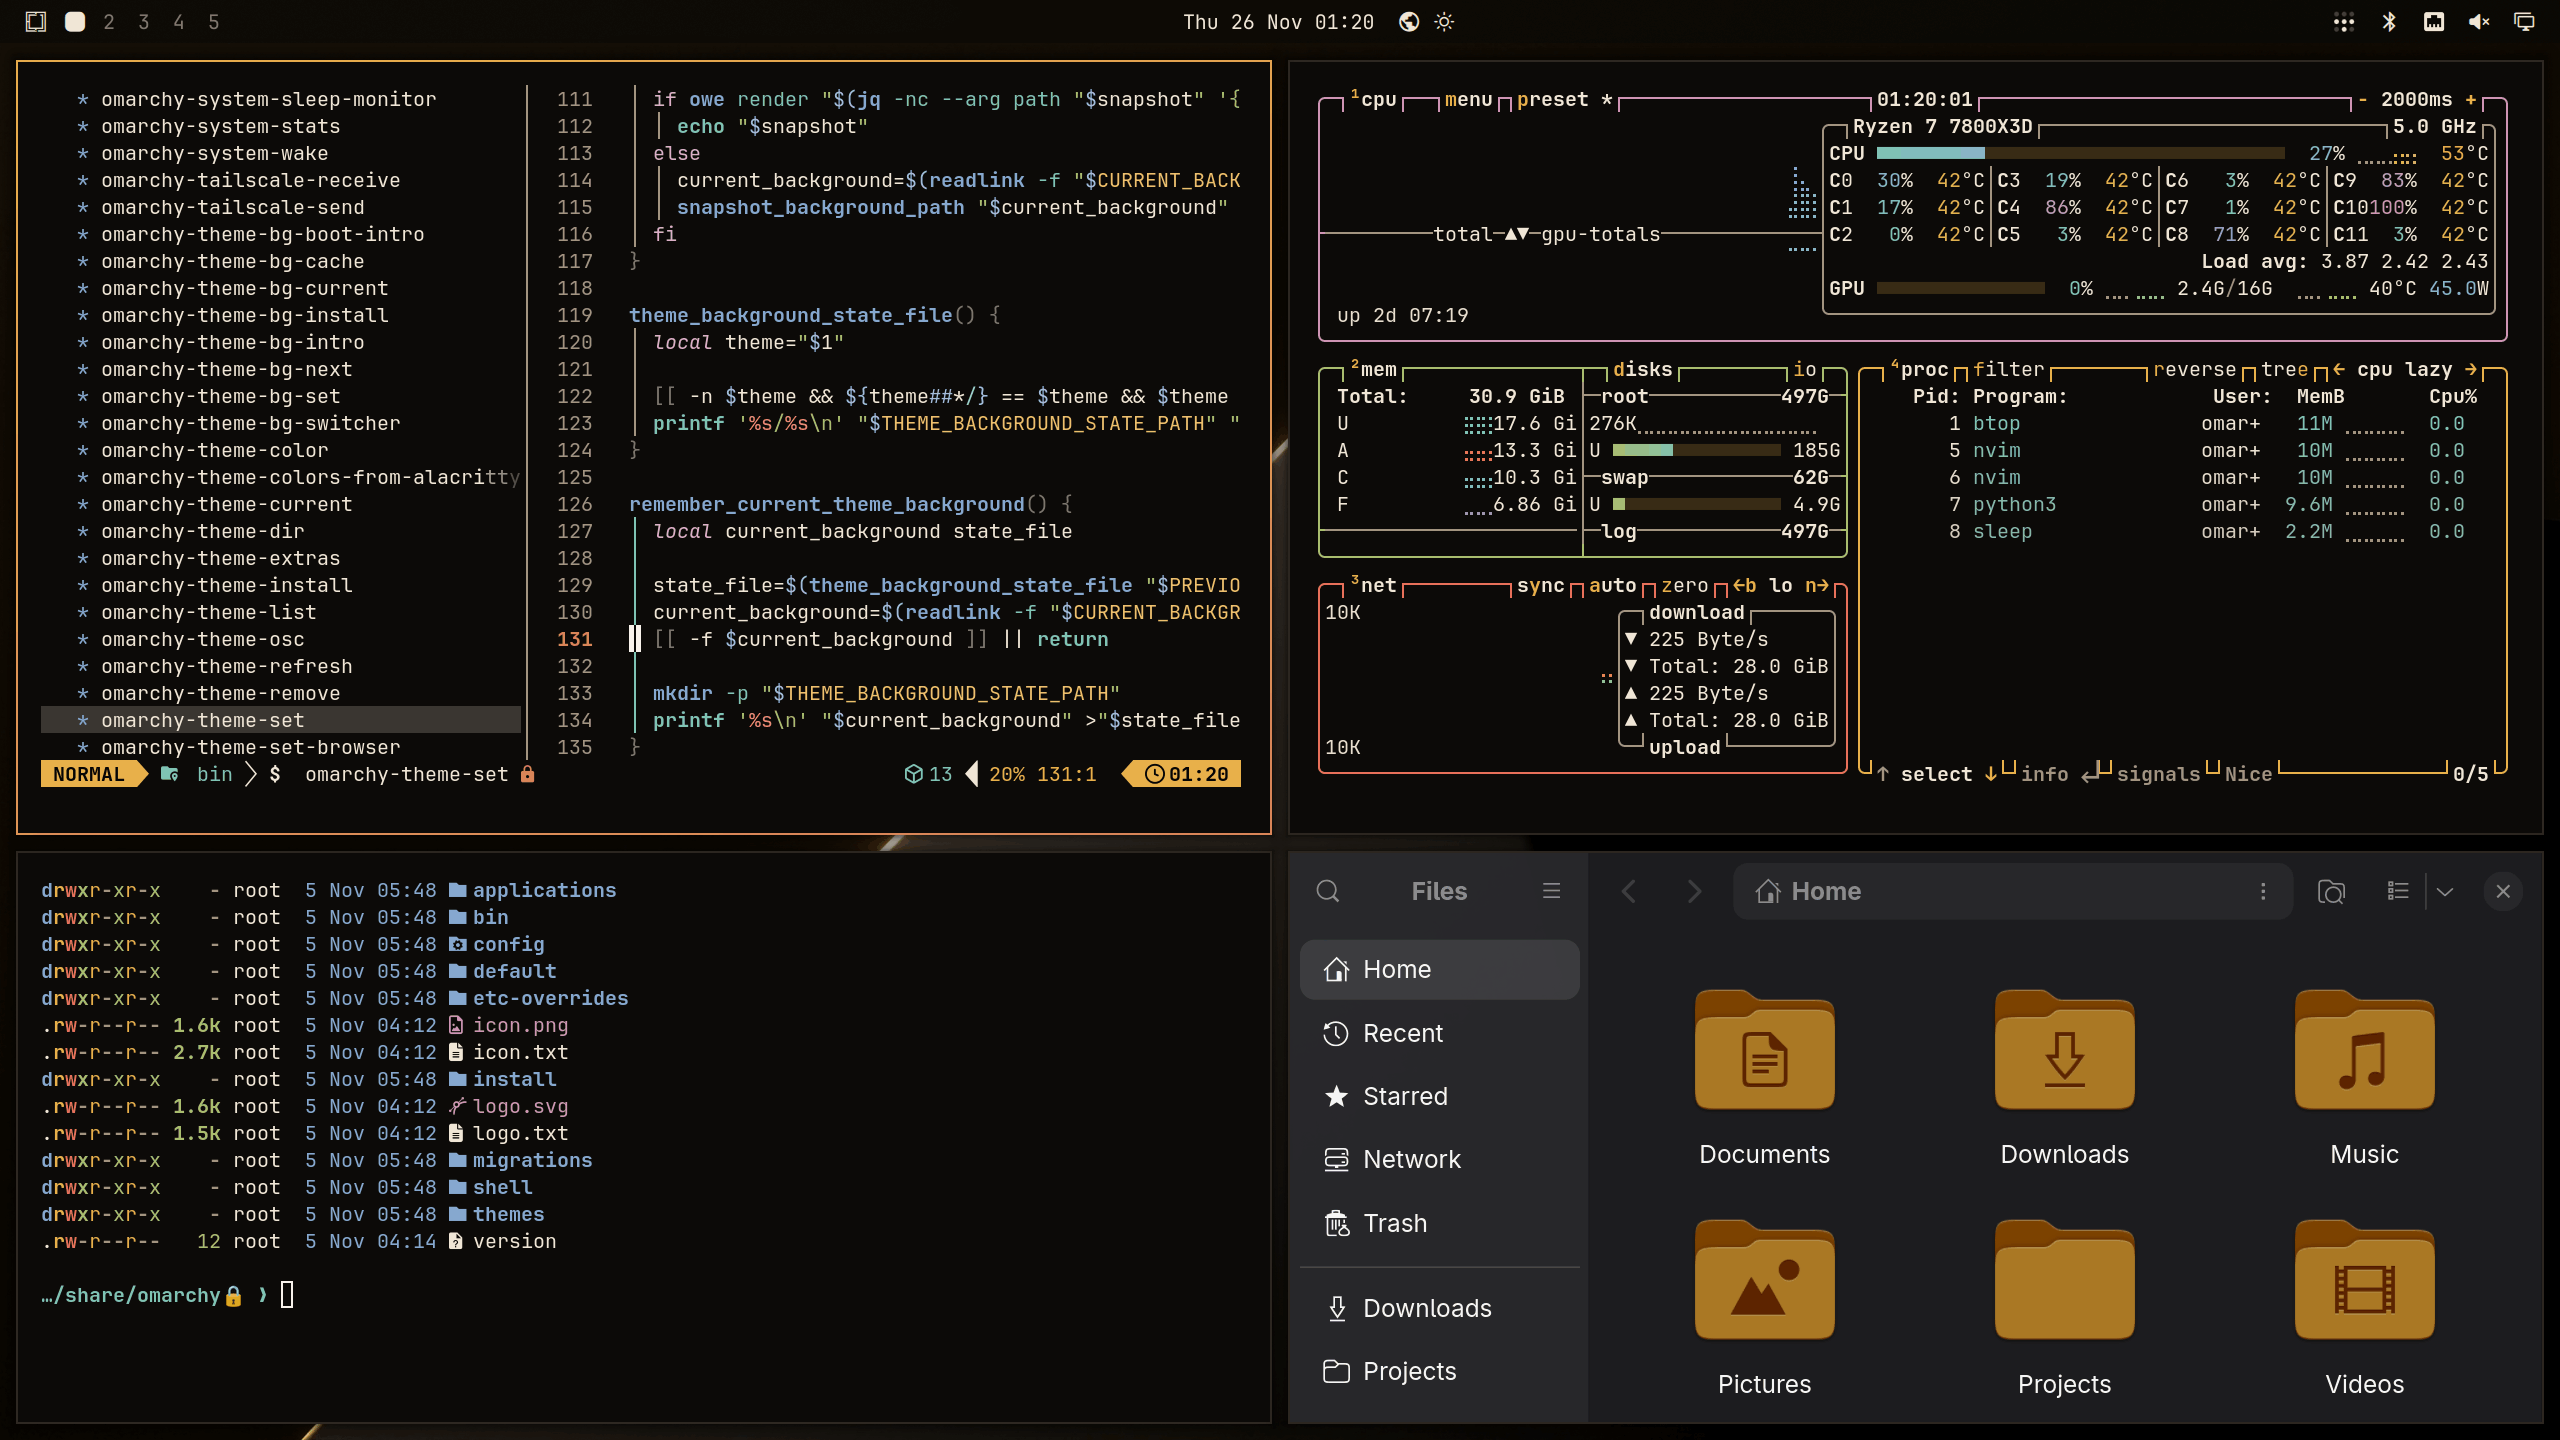 2 3 4 5
Thu 26 Nov 01:20
* omarchy-system-sleep-monitor
* omarchy-system-stats
* omarchy-system-wake
* omarchy-tailscale-receive
* omarchy-tailscale-send
* omarchy-theme-bg-boot-intro
* omarchy-theme-bg-cache
* omarchy-theme-bg-current
* omarchy-theme-bg-install
* omarchy-theme-bg-intro
* omarchy-theme-bg-next
* omarchy-theme-bg-set
* omarchy-theme-bg-switcher
* omarchy-theme-color
* omarchy-theme-colors-from-alacritty
* omarchy-theme-current
* omarchy-theme-dir
* omarchy-theme-extras
* omarchy-theme-install
* omarchy-theme-list
* omarchy-theme-osc
* omarchy-theme-refresh
* omarchy-theme-remove
* omarchy-theme-set
* omarchy-theme-set-browser
111 if owe render "$(jq -nc --arg path "$snapshot" '{
112 echo "$snapshot"
113 else
114 current_background=$(readlink -f "$CURRENT_BACK
115 snapshot_background_path "$current_background"
116 fi
117 }
118
119 theme_background_state_file() {
120 local theme="$1"
121
122 [[ -n $theme && ${theme##*/} == $theme && $theme
123 printf '%s/%s\n' "$THEME_BACKGROUND_STATE_PATH" "
124 }
125
126 remember_current_theme_background() {
127 local current_background state_file
128
129 state_file=$(theme_background_state_file "$PREVIO
130 current_background=$(readlink -f "$CURRENT_BACKGR
131 [[ -f $current_background ]] || return
132
133 mkdir -p "$THEME_BACKGROUND_STATE_PATH"
134 printf '%s\n' "$current_background" >"$state_file
135 }
NORMAL bin $ omarchy-theme-set 13 20% 131:1 01:20
1cpu menu preset * 01:20:01 - 2000ms +
Ryzen 7 7800X3D 5.0 GHz
CPU 27% 53°C
C0 30% 42°C C3 19% 42°C C6 3% 42°C C9 83% 42°C
C1 17% 42°C C4 86% 42°C C7 1% 42°C C10100% 42°C
C2 0% 42°C C5 3% 42°C C8 71% 42°C C11 3% 42°C
total ▲▼ gpu-totals
Load avg: 3.87 2.42 2.43
GPU 0% 2.4G/16G 40°C 45.0W
up 2d 07:19
2mem disks io
Total: 30.9 GiB root 497G
U 17.6 Gi 276K
A 13.3 Gi U 185G
C 10.3 Gi swap 62G
F 6.86 Gi U 4.9G
log 497G
3net sync auto zero ←b lo n→
10K download
▼ 225 Byte/s
▼ Total: 28.0 GiB
▲ 225 Byte/s
▲ Total: 28.0 GiB
10K upload
4proc filter reverse tree ← cpu lazy →
Pid: Program: User: MemB Cpu%
1 btop omar+ 11M 0.0
5 nvim omar+ 10M 0.0
6 nvim omar+ 10M 0.0
7 python3 omar+ 9.6M 0.0
8 sleep omar+ 2.2M 0.0
↑ select ↓ info ↵ signals Nice 0/5
drwxr-xr-x - root 5 Nov 05:48 applications
drwxr-xr-x - root 5 Nov 05:48 bin
drwxr-xr-x - root 5 Nov 05:48 config
drwxr-xr-x - root 5 Nov 05:48 default
drwxr-xr-x - root 5 Nov 05:48 etc-overrides
.rw-r--r-- 1.6k root 5 Nov 04:12 icon.png
.rw-r--r-- 2.7k root 5 Nov 04:12 icon.txt
drwxr-xr-x - root 5 Nov 05:48 install
.rw-r--r-- 1.6k root 5 Nov 04:12 logo.svg
.rw-r--r-- 1.5k root 5 Nov 04:12 logo.txt
drwxr-xr-x - root 5 Nov 05:48 migrations
drwxr-xr-x - root 5 Nov 05:48 shell
drwxr-xr-x - root 5 Nov 05:48 themes
.rw-r--r-- 12 root 5 Nov 04:14 version
…/share/omarchy🔒 ❯
Files
Home
Home
Recent
Starred
Network
Trash
Downloads
Projects
Documents
Downloads
Music
Pictures
Projects
Videos